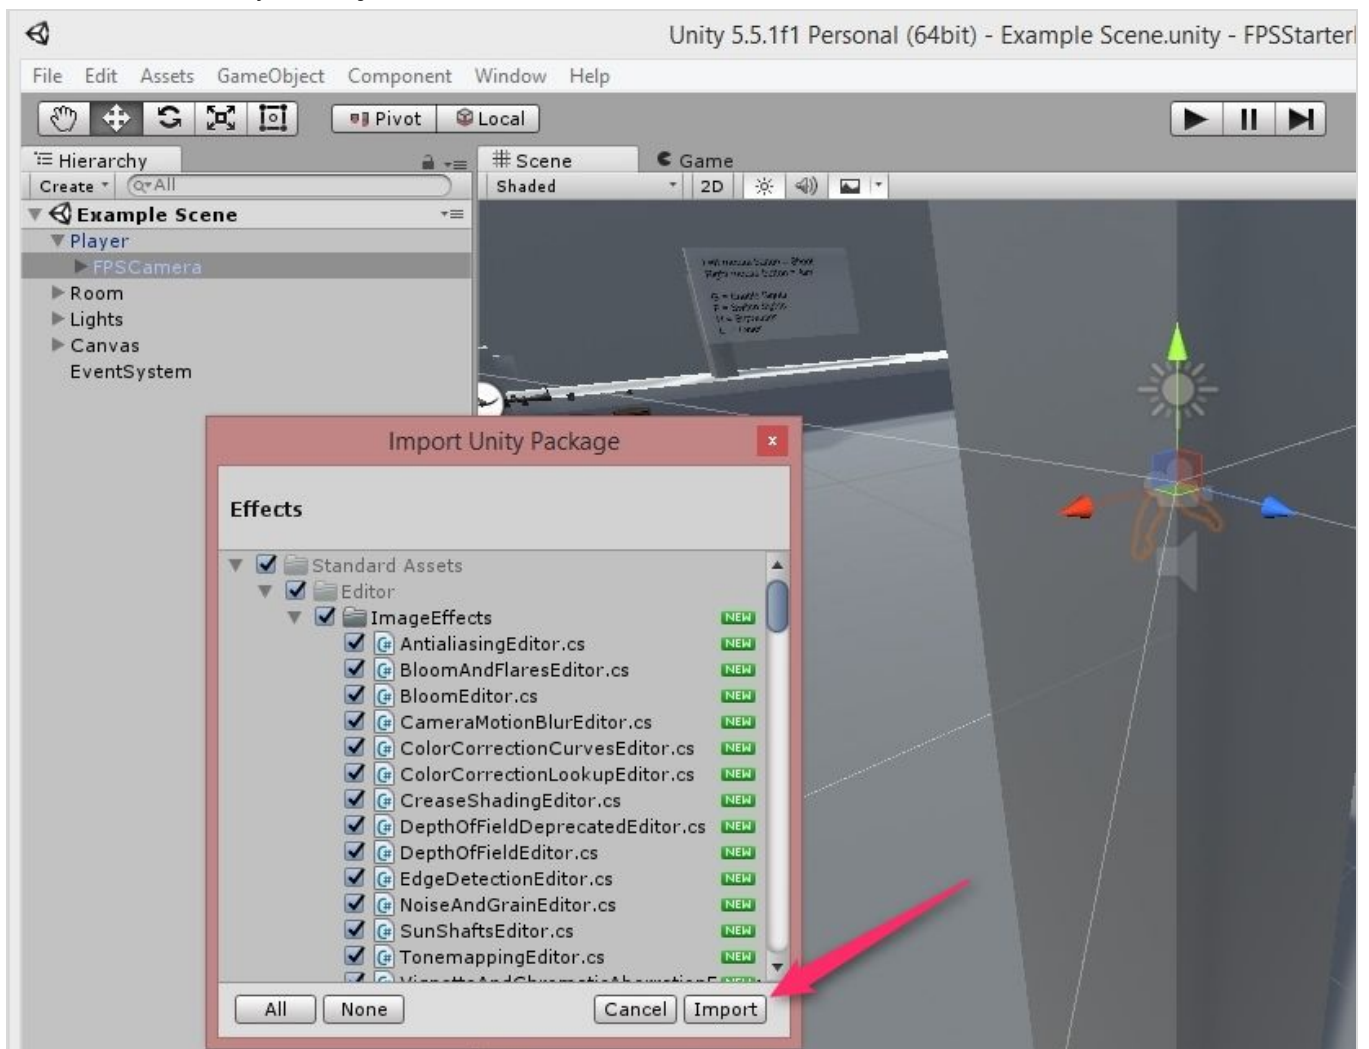 Unity 5.5.1f1 Personal (64bit) - Example Scene.unity - FPSStarter
File Edit Assets GameObject Component Window Help
Pivot Local
Hierarchy
# Scene
Game
Create
All
Shaded
2D
Example Scene
Player
FPSCamera
Room
Lights
Canvas
EventSystem
Import Unity Package
x
Effects
Standard Assets
Editor
ImageEffects NEW
C# AntialiasingEditor.cs NEW
C# BloomAndFlaresEditor.cs NEW
C# BloomEditor.cs NEW
C# CameraMotionBlurEditor.cs NEW
C# ColorCorrectionCurvesEditor.cs NEW
C# ColorCorrectionLookupEditor.cs NEW
C# CreaseShadingEditor.cs NEW
C# DepthOfFieldDeprecatedEditor.cs NEW
C# DepthOfFieldEditor.cs NEW
C# EdgeDetectionEditor.cs NEW
C# NoiseAndGrainEditor.cs NEW
C# SunShaftsEditor.cs NEW
C# TonemappingEditor.cs NEW
All None Cancel Import